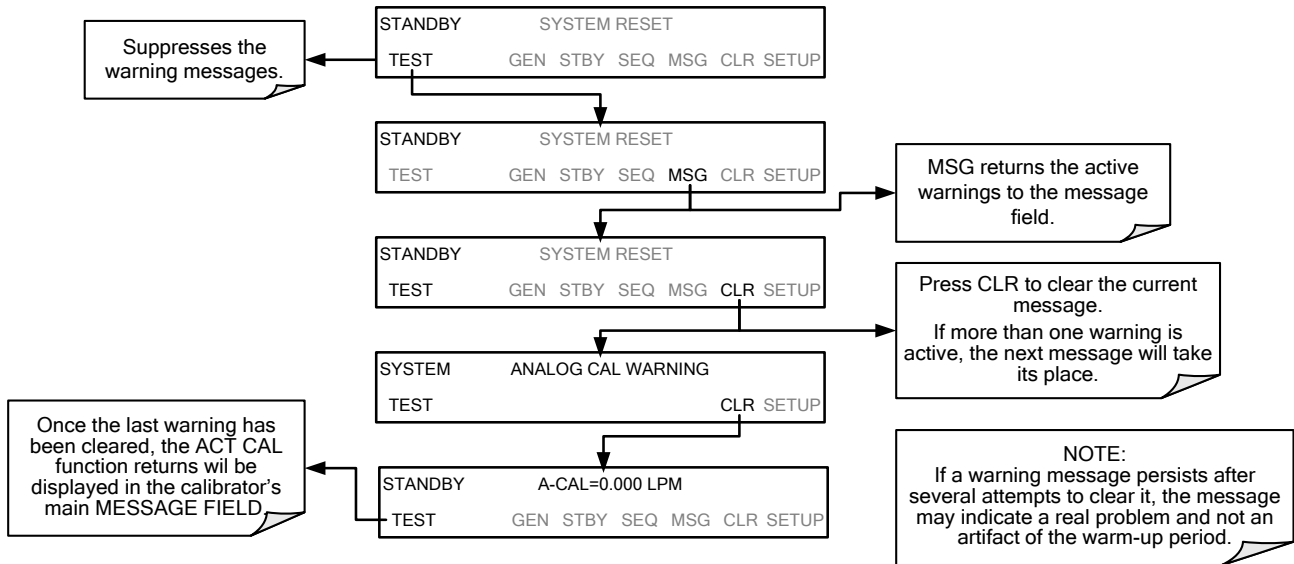 Suppresses the
warning messages.
STANDBY SYSTEM RESET
TEST GEN STBY SEQ MSG CLR SETUP
STANDBY SYSTEM RESET
TEST GEN STBY SEQ MSG CLR SETUP
MSG returns the active
warnings to the message
field.
STANDBY SYSTEM RESET
TEST GEN STBY SEQ MSG CLR SETUP
Press CLR to clear the current
message.
If more than one warning is
active, the next message will take
its place.
SYSTEM ANALOG CAL WARNING
TEST CLR SETUP
Once the last warning has
been cleared, the ACT CAL
function returns wil be
displayed in the calibrator's
main MESSAGE FIELD
STANDBY A-CAL=0.000 LPM
TEST GEN STBY SEQ MSG CLR SETUP
NOTE:
If a warning message persists after
several attempts to clear it, the message
may indicate a real problem and not an
artifact of the warm-up period.